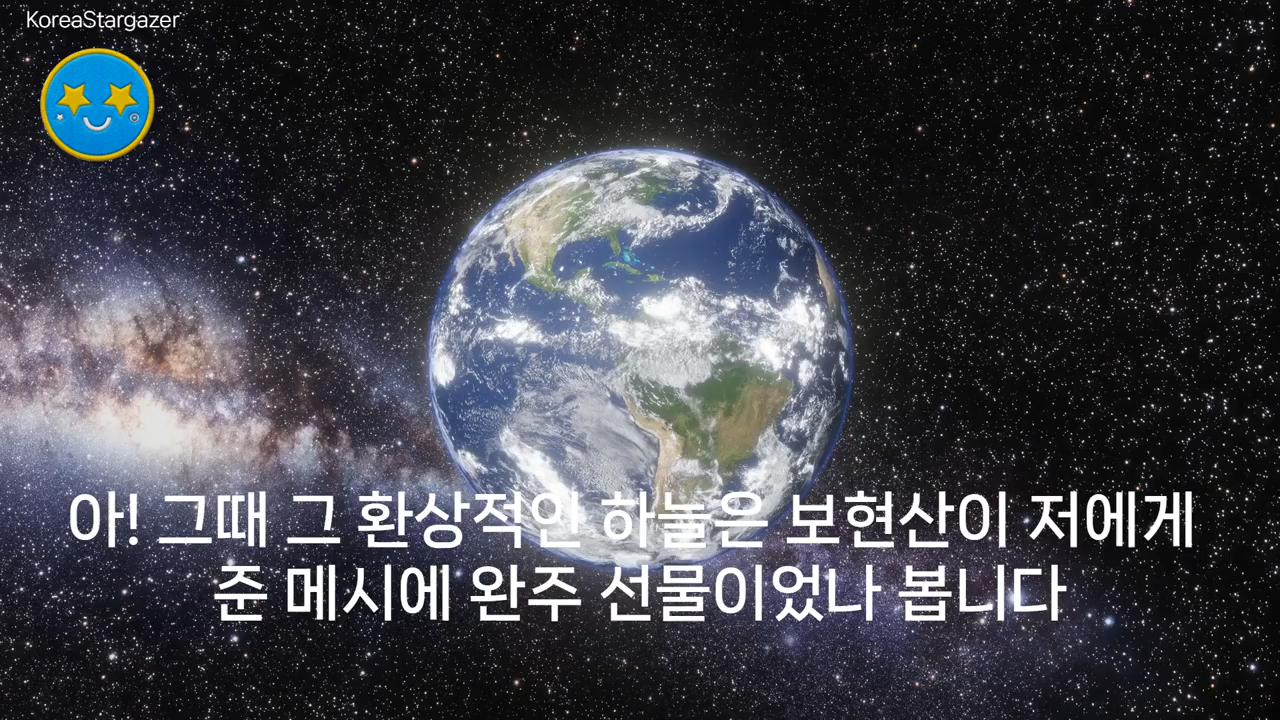 KoreaStargazer
아! 그때 그 환상적인 하늘은 보현산이 저에게
준 메시에 완주 선물이었나 봅니다